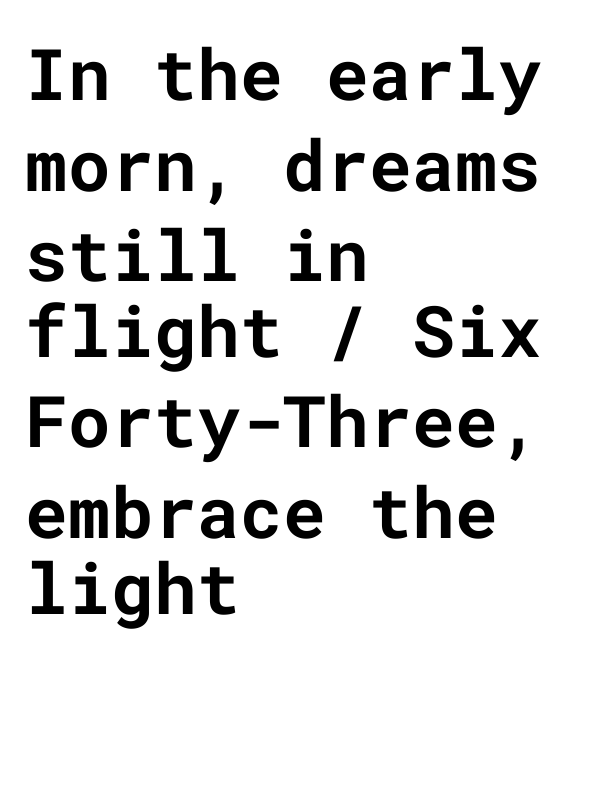 In the early
morn, dreams
still in
flight / Six
Forty-Three,
embrace the
light